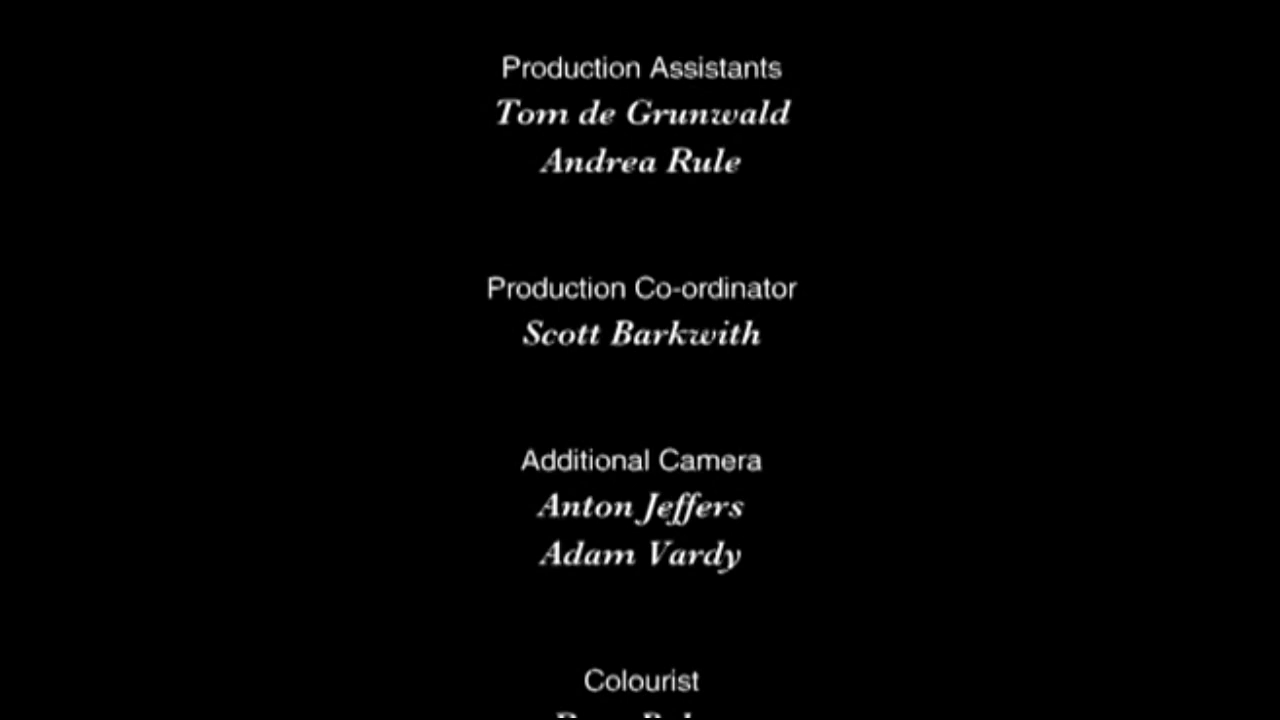 Production Assistants
Tom de Grunwald
Andrea Rule
Production Co-ordinator
Scott Barkwith
Additional Camera
Anton Jeffers
Adam Vardy
Colourist